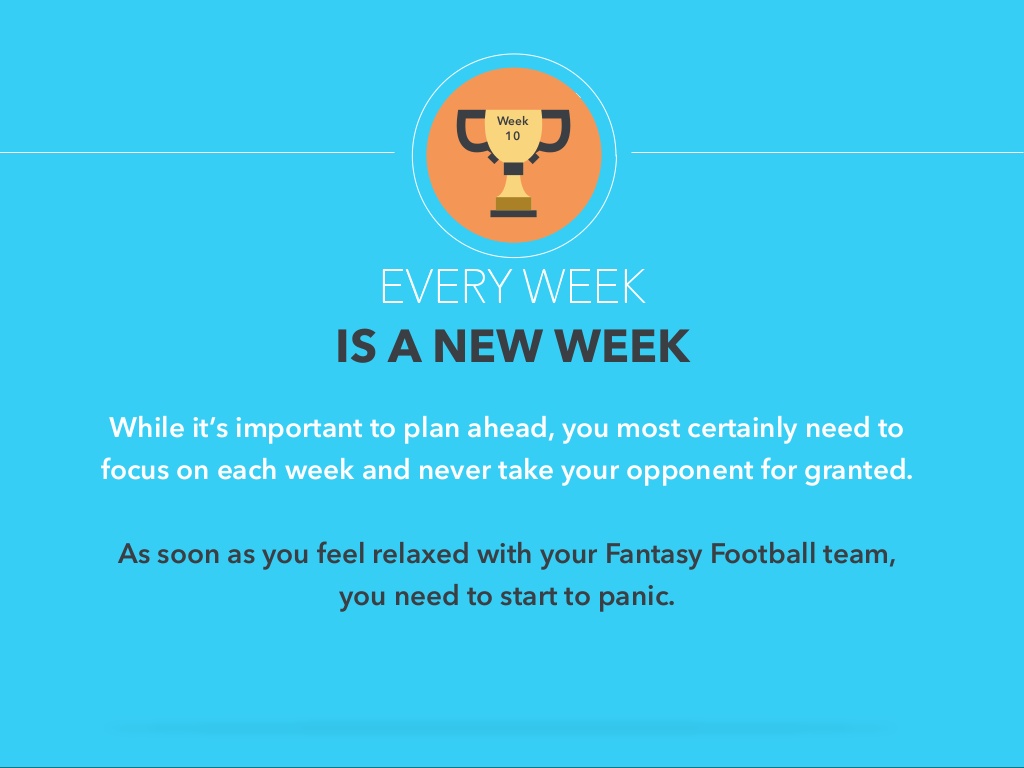 Week
10
EVERY WEEK
IS A NEW WEEK
While it’s important to plan ahead, you most certainly need to
focus on each week and never take your opponent for granted.
As soon as you feel relaxed with your Fantasy Football team,
you need to start to panic.